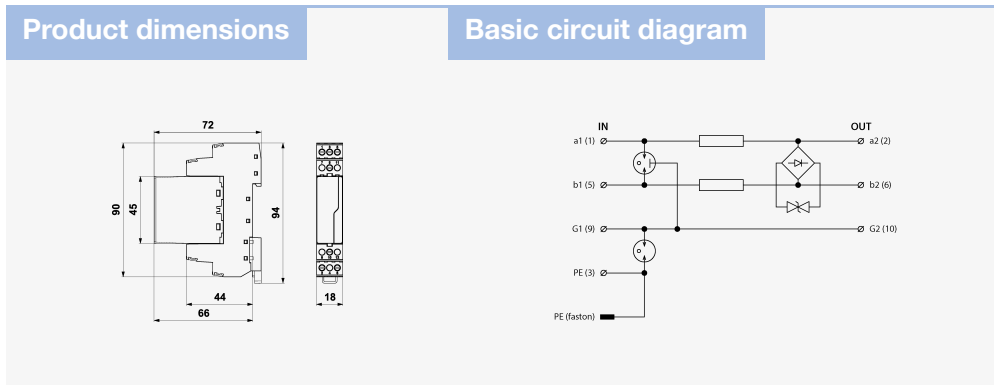 Product dimensions
Basic circuit diagram
72
90
45
94
44
66
18
IN
OUT
a1 (1)
a2 (2)
b1 (5)
b2 (6)
G1 (9)
G2 (10)
PE (3)
PE (faston)